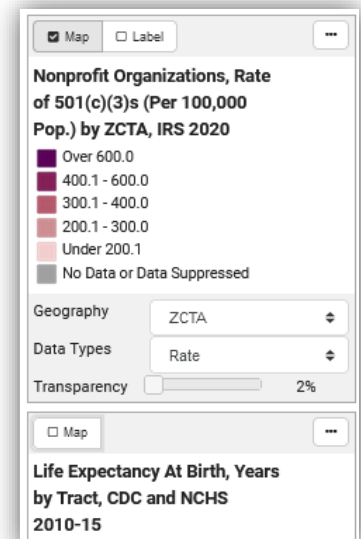 Map Label ...
Nonprofit Organizations, Rate
of 501(c)(3)s (Per 100,000
Pop.) by ZCTA, IRS 2020
Over 600.0
400.1 - 600.0
300.1 - 400.0
200.1 - 300.0
Under 200.1
No Data or Data Suppressed
Geography ZCTA
Data Types Rate
Transparency 2%
Map ...
Life Expectancy At Birth, Years
by Tract, CDC and NCHS
2010-15